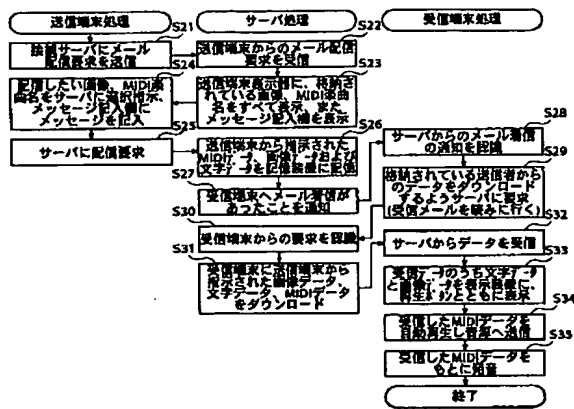 送信端末処理
サーバ処理
受信端末処理
S21
接続サーバにメール
配信要求を送信
S22
送信端末からのメール配信
要求を受信
S23
送信端末表示器に、格納さ
れている画像、MIDI楽曲
名をすべて表示、また
メッセージ記入欄を表示
S24
配信したい画像、MIDI楽
曲名をサーバに選択指示、
メッセージ記入欄に
メッセージを記入
S25
サーバに配信要求
S26
送信端末から指示された
MIDIデータ、画像データおよび
文字データを記憶装置に記憶
S27
受信端末へメール着信が
あったことを通知
S28
サーバからのメール着信
の通知を認識
S29
格納されている送信者から
のデータをダウンロード
するようサーバに要求
(受信メールを読みに行く)
S30
受信端末からの要求を認識
S31
受信端末に送信端末から
指示された画像データ、
文字データ、MIDIデータを
ダウンロード
S32
サーバからデータを受信
S33
受信データのうち文字データ
と画像データを表示画像に、
再生ボタンとともに表示
S34
受信したMIDIデータを
自動再生し音源へ送信
S35
受信したMIDIデータを
もとに発音
終了